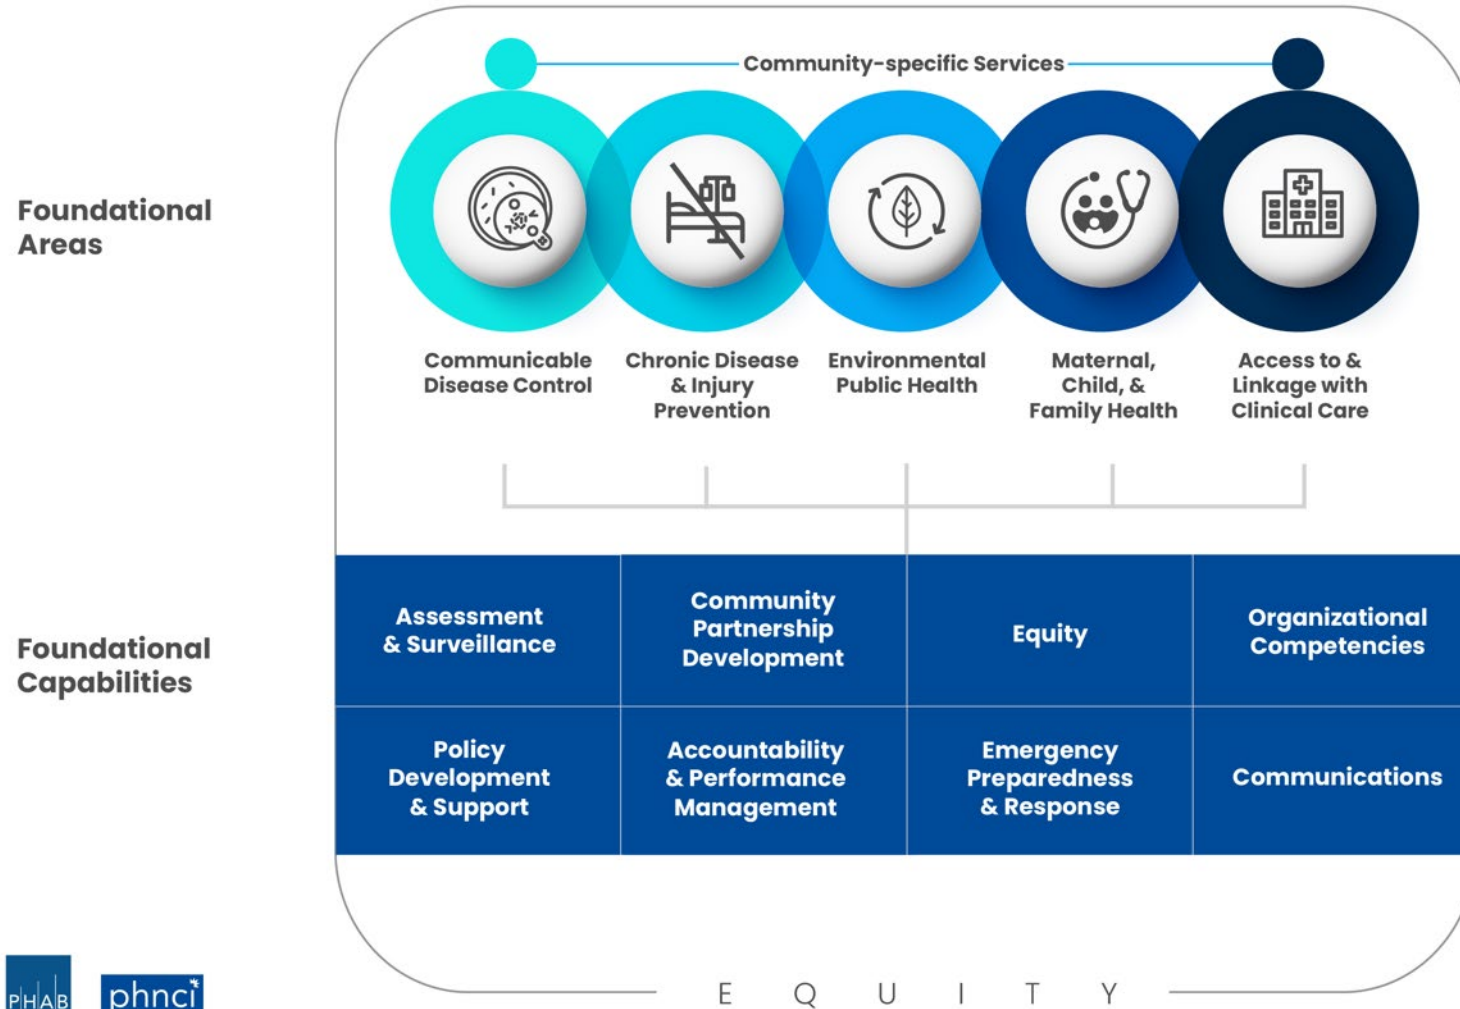 Community-specific Services
Foundational
Areas
Communicable
Disease Control
Chronic Disease
& Injury
Prevention
Environmental
Public Health
Maternal,
Child, &
Family Health
Access to &
Linkage with
Clinical Care
Foundational
Capabilities
Assessment
& Surveillance
Community
Partnership
Development
Equity
Organizational
Competencies
Policy
Development
& Support
Accountability
& Performance
Management
Emergency
Preparedness
& Response
Communications
PHAB
phnci
EQUITY